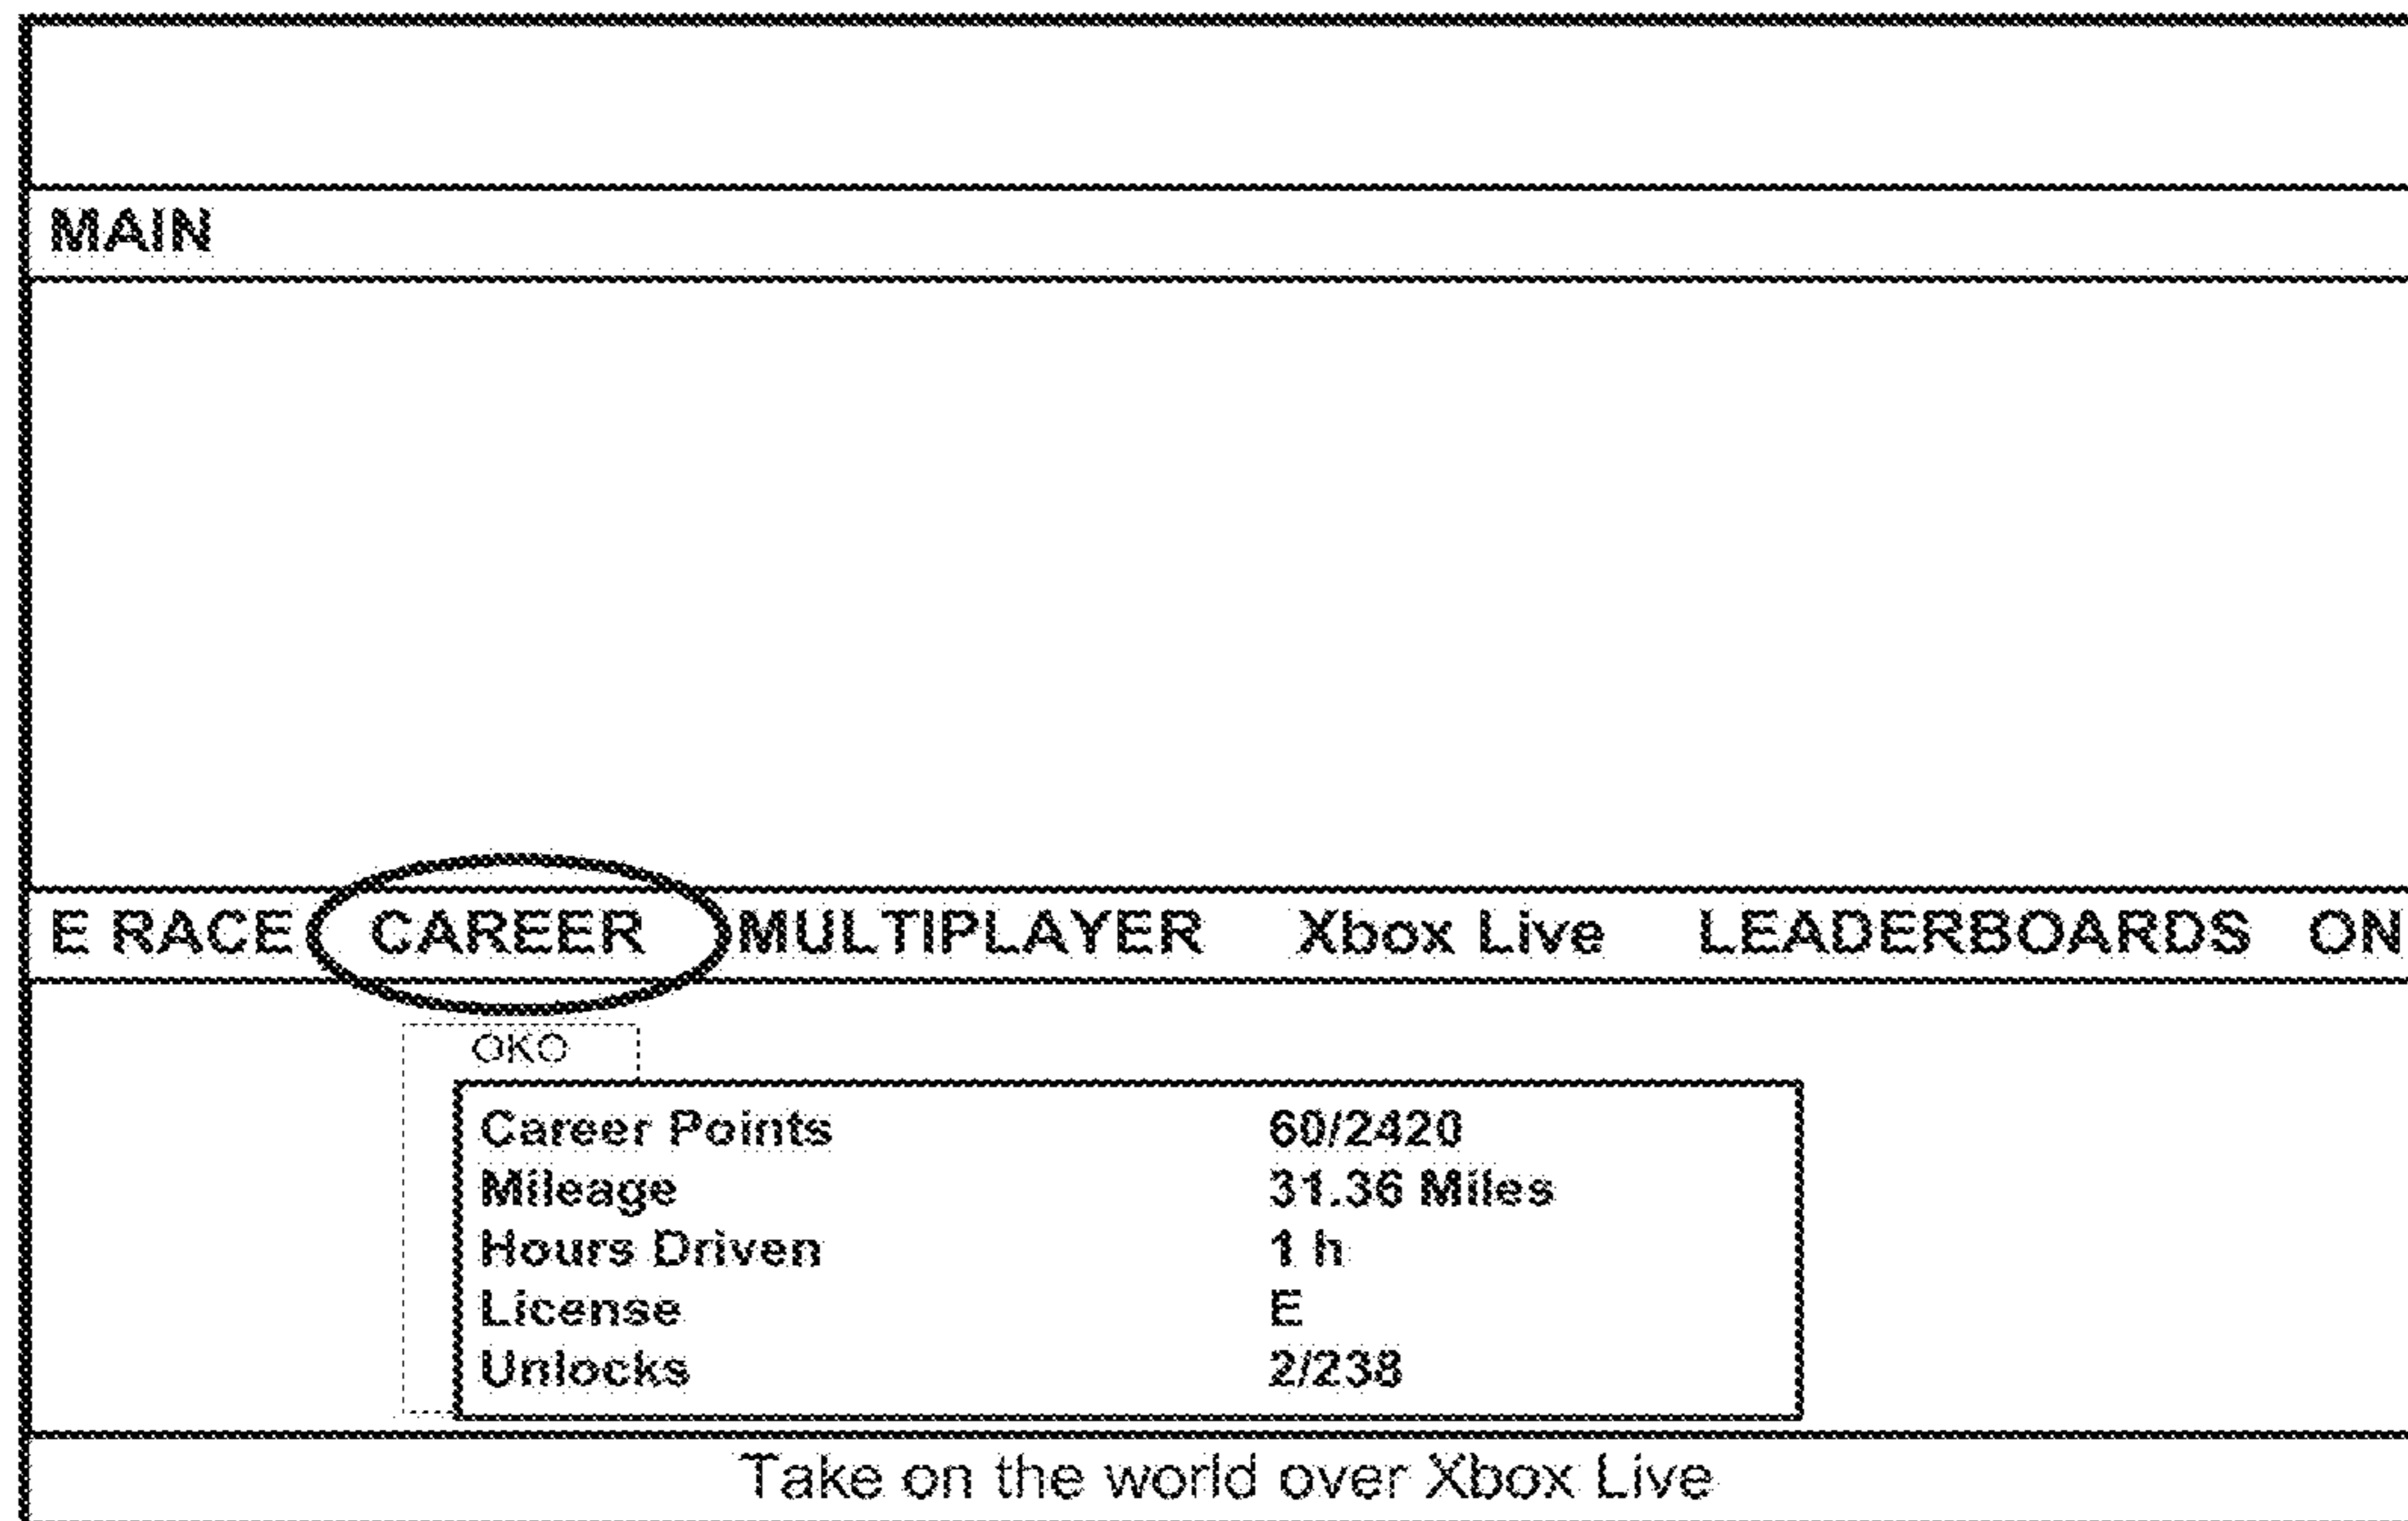 MAIN
E RACE CAREER MULTIPLAYER Xbox Live LEADERBOARDS ON
OKO
Career Points 60/2420
Mileage 31.36 Miles
Hours Driven 1 h
License E
Unlocks 2/238
Take on the world over Xbox Live